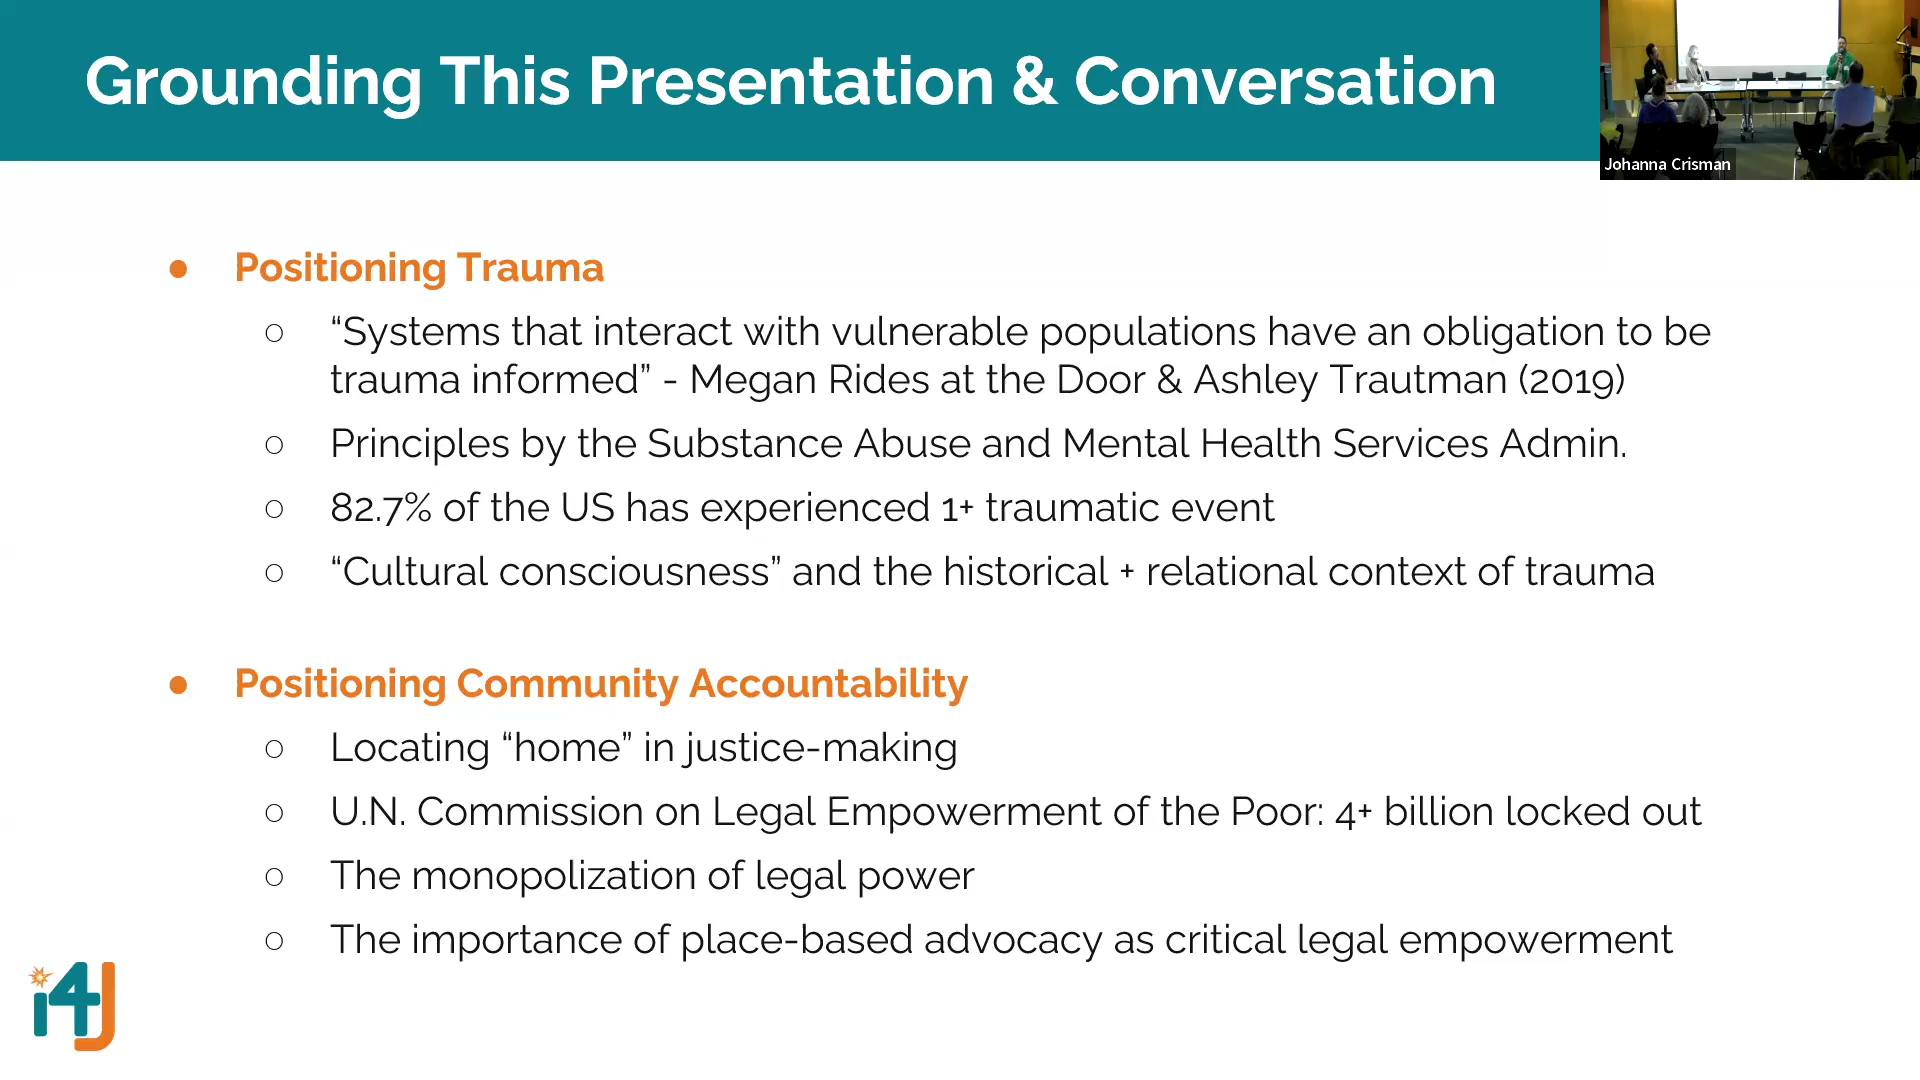 Grounding This Presentation & Conversation
Johanna Crisman
● Positioning Trauma
○ “Systems that interact with vulnerable populations have an obligation to be
trauma informed” - Megan Rides at the Door & Ashley Trautman (2019)
○ Principles by the Substance Abuse and Mental Health Services Admin.
○ 82.7% of the US has experienced 1+ traumatic event
○ “Cultural consciousness” and the historical + relational context of trauma
● Positioning Community Accountability
○ Locating “home” in justice-making
○ U.N. Commission on Legal Empowerment of the Poor: 4+ billion locked out
○ The monopolization of legal power
○ The importance of place-based advocacy as critical legal empowerment
i4J